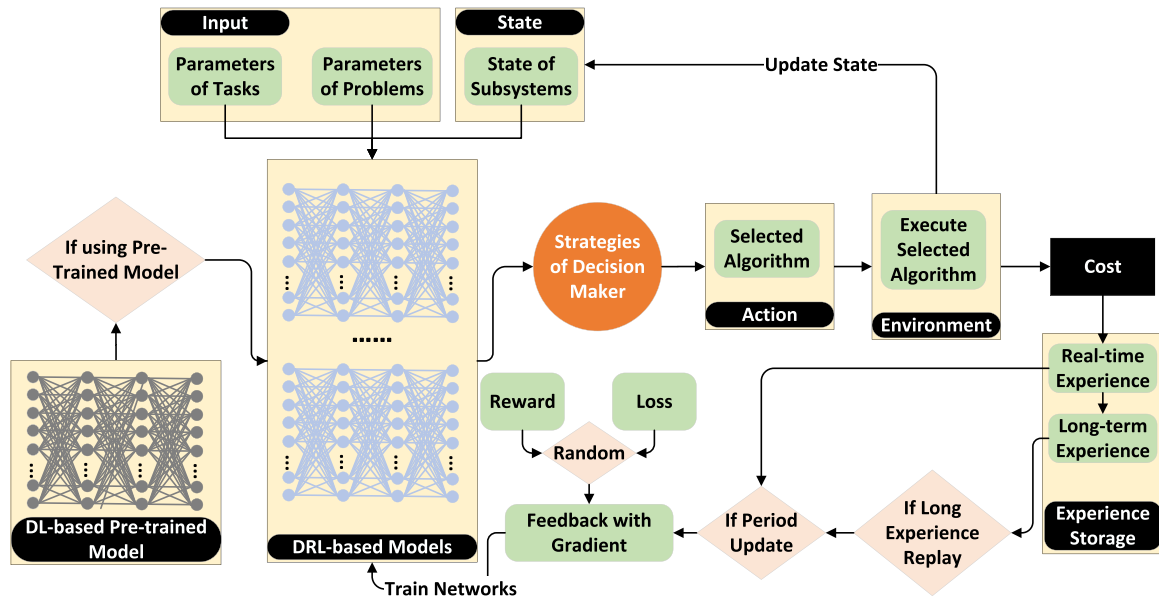 Input
State
Parameters
of Tasks
Parameters
of Problems
State of
Subsystems
Update State
If using Pre-
Trained Model
Strategies
of Decision
Maker
Selected
Algorithm
Action
Execute
Selected
Algorithm
Environment
Cost
Real-time
Experience
Long-term
Experience
Experience
Storage
Reward
Loss
Random
Feedback with
Gradient
If Period
Update
If Long
Experience
Replay
DL-based Pre-trained
Model
DRL-based Models
Train Networks